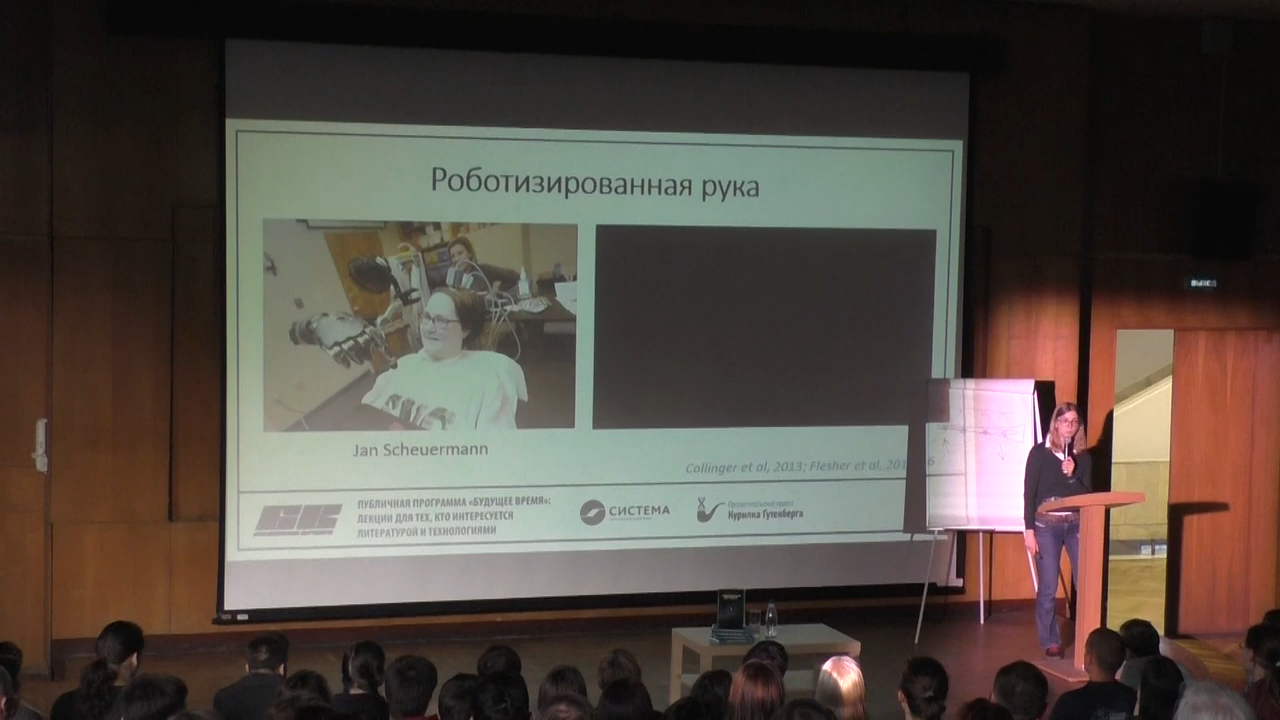 Роботизированная рука
Jan Scheuermann
Collinger et al, 2013; Flesher et al, 201
ПУБЛИЧНАЯ ПРОГРАММА «БУДУЩЕЕ ВРЕМЯ»:
ЛЕКЦИИ ДЛЯ ТЕХ, КТО ИНТЕРЕСУЕТСЯ
ЛИТЕРАТУРОЙ И ТЕХНОЛОГИЯМИ
СИСТЕМА
Курилка Гутенберга
ВЫХОД